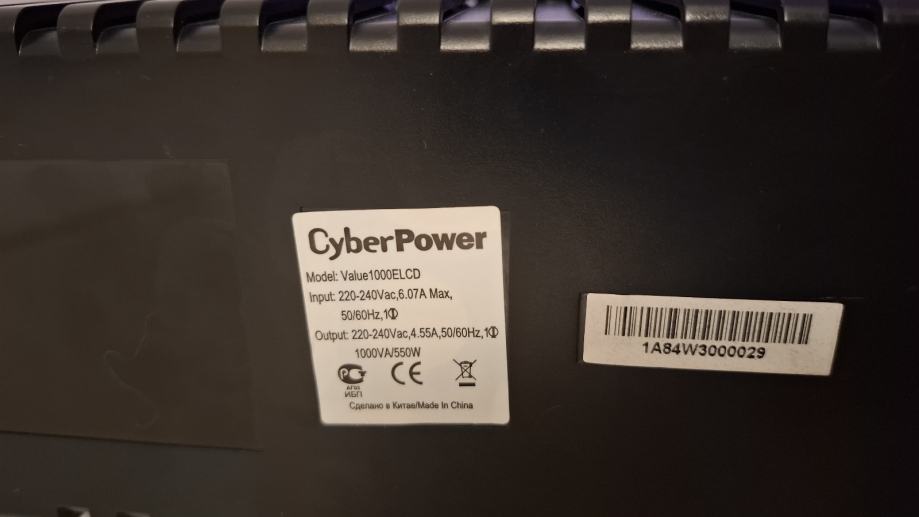 CyberPower
Model: Value1000ELCD
Input: 220-240Vac,6.07A Max,
50/60Hz,1Φ
Output: 220-240Vac,4.55A,50/60Hz,1Φ
1000VA/550W
РС
CE
ИБП
Сделано в Китае/Made In China
1A84W3000029